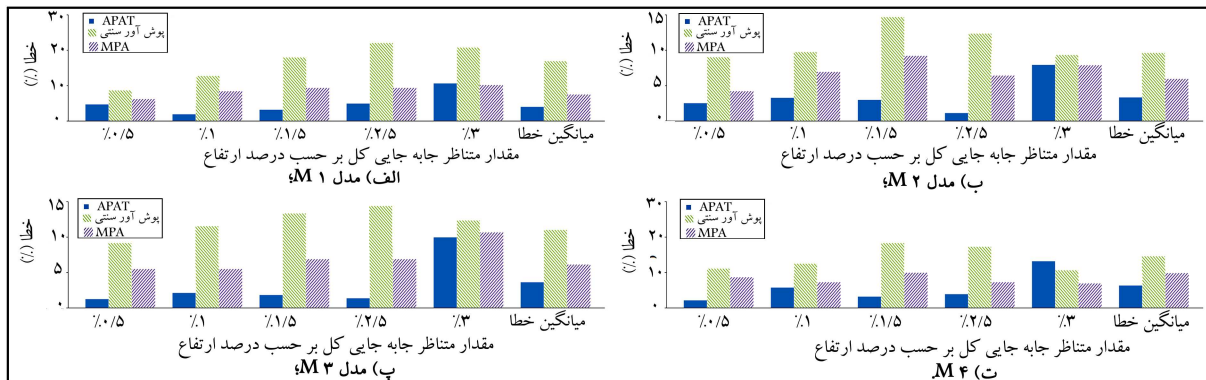 ۳۰
۲۰
۱۰
۰
خطا (٪)
APAT
پوش آور سنتی
MPA
٪۰/۵ ٪۱ ٪۱/۵ ٪۲/۵ ٪۳ میانگین خطا
مقدار متناظر جابه جایی کل بر حسب درصد ارتفاع
الف) مدل M ۱؛
۱۵
۱۰
۵
۰
خطا (٪)
APAT
پوش آور سنتی
MPA
٪۰/۵ ٪۱ ٪۱/۵ ٪۲/۵ ٪۳ میانگین خطا
مقدار متناظر جابه جایی کل بر حسب درصد ارتفاع
ب) مدل M ۲؛
۱۵
۱۰
۵
۰
خطا (٪)
APAT
پوش آور سنتی
MPA
٪۰/۵ ٪۱ ٪۱/۵ ٪۲/۵ ٪۳ میانگین خطا
مقدار متناظر جابه جایی کل بر حسب درصد ارتفاع
پ) مدل M ۳؛
۳۰
۲۰
۱۰
۰
خطا (٪)
APAT
پوش آور سنتی
MPA
٪۰/۵ ٪۱ ٪۱/۵ ٪۲/۵ ٪۳ میانگین خطا
مقدار متناظر جابه جایی کل بر حسب درصد ارتفاع
ت) M ۴.